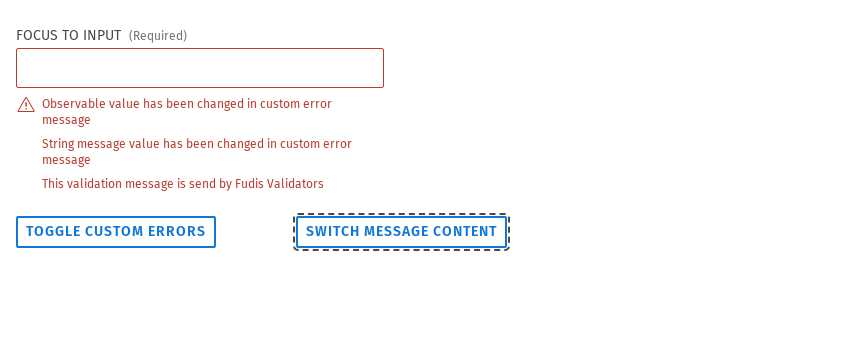 FOCUS TO INPUT (Required)
Observable value has been changed in custom error
message
String message value has been changed in custom error
message
This validation message is send by Fudis Validators
TOGGLE CUSTOM ERRORS SWITCH MESSAGE CONTENT